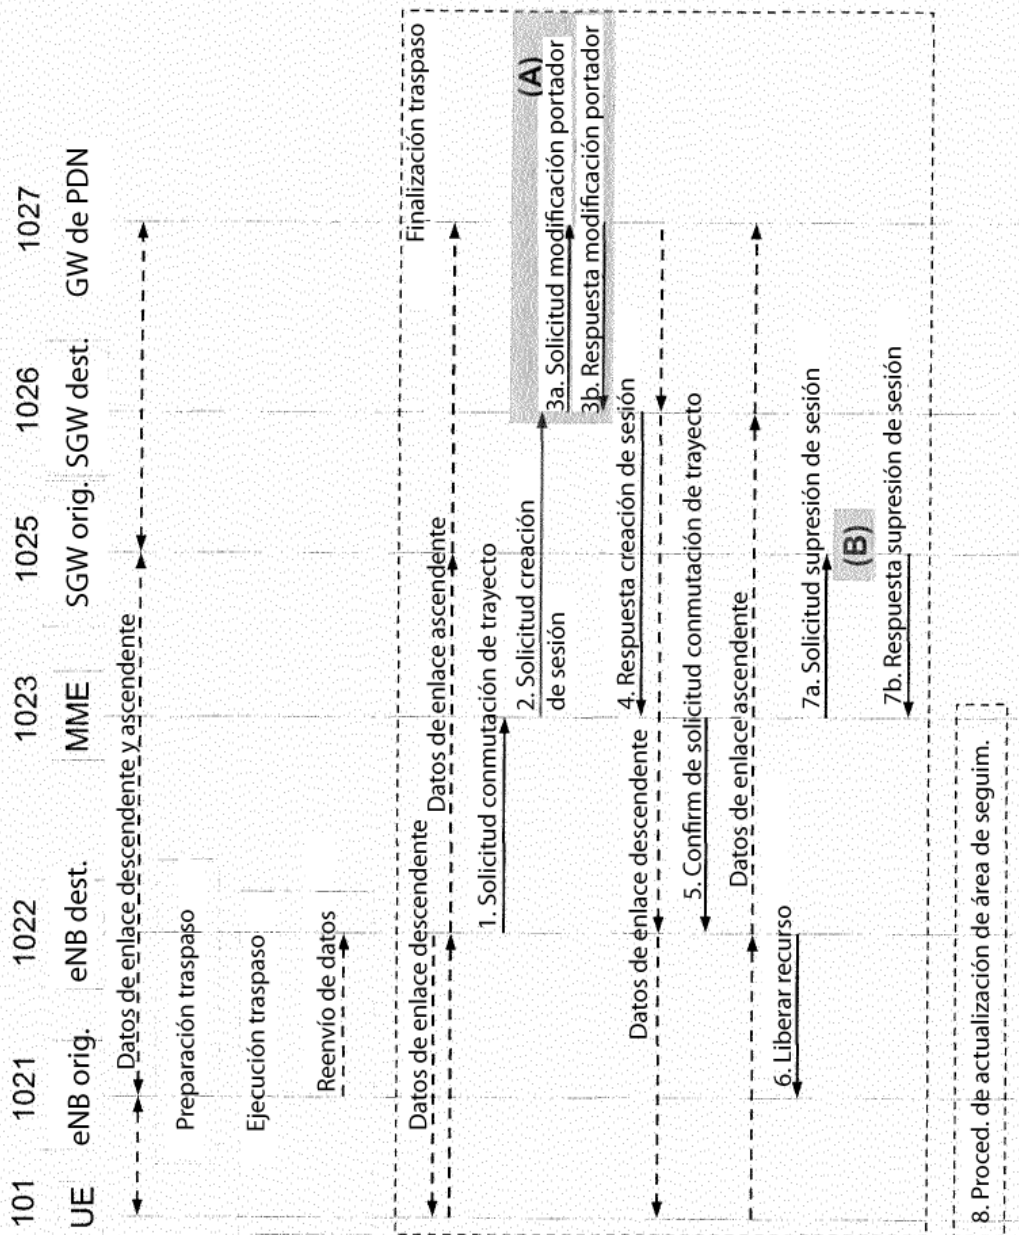 101 1021 1022 1023 1025 1026 1027
UE eNB orig. eNB dest. MME SGW orig. SGW dest. GW de PDN
Datos de enlace descendente y ascendente
Preparación traspaso
Ejecución traspaso
Reenvío de datos
Finalización traspaso
Datos de enlace descendente
Datos de enlace ascendente
1. Solicitud conmutación de trayecto
2. Solicitud creación
de sesión
(A)
3a. Solicitud modificación portador
3b. Respuesta modificación portador
4. Respuesta creación de sesión
Datos de enlace descendente
5. Confirm de solicitud conmutación de trayecto
Datos de enlace ascendente
6. Liberar recurso
7a. Solicitud supresión de sesión
(B)
7b. Respuesta supresión de sesión
8. Proced. de actualización de área de seguim.